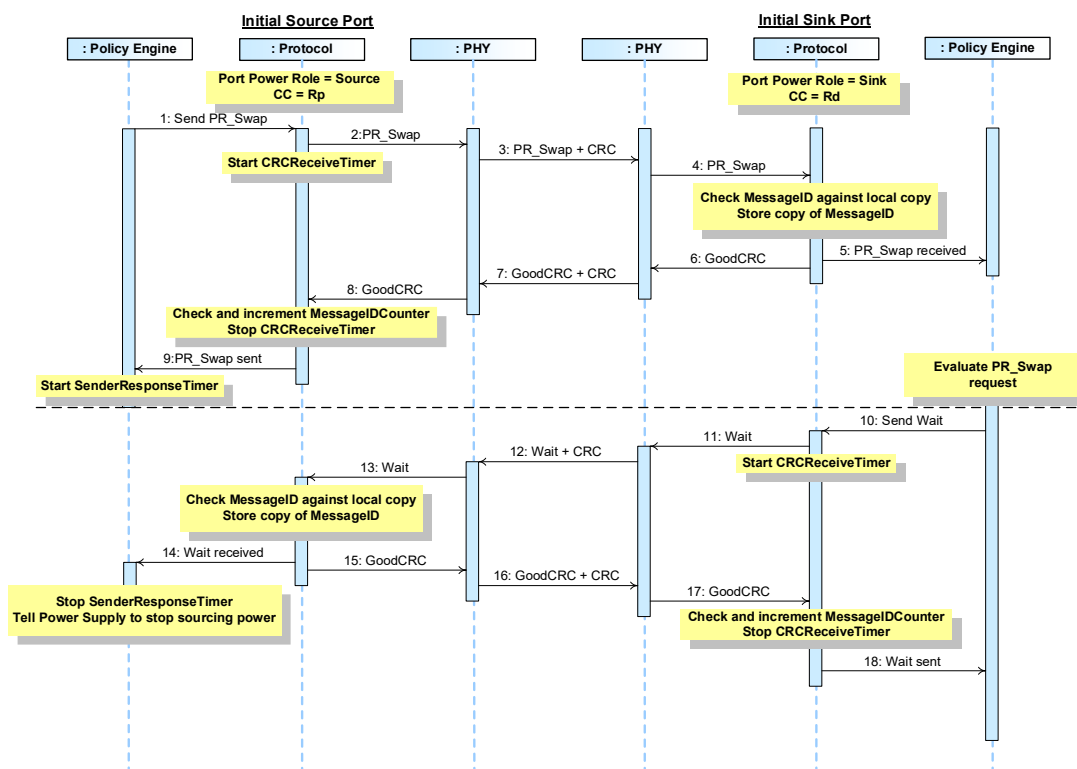 Initial Source Port
Initial Sink Port
: Policy Engine
: Protocol
: PHY
: PHY
: Protocol
: Policy Engine
Port Power Role = Source
CC = Rp
Port Power Role = Sink
CC = Rd
1: Send PR_Swap
2:PR_Swap
Start CRCReceiveTimer
3: PR_Swap + CRC
4: PR_Swap
Check MessageID against local copy
Store copy of MessageID
5: PR_Swap received
6: GoodCRC
7: GoodCRC + CRC
8: GoodCRC
Check and increment MessageIDCounter
Stop CRCReceiveTimer
9:PR_Swap sent
Start SenderResponseTimer
Evaluate PR_Swap
request
10: Send Wait
11: Wait
Start CRCReceiveTimer
12: Wait + CRC
13: Wait
Check MessageID against local copy
Store copy of MessageID
14: Wait received
15: GoodCRC
16: GoodCRC + CRC
17: GoodCRC
Stop SenderResponseTimer
Tell Power Supply to stop sourcing power
Check and increment MessageIDCounter
Stop CRCReceiveTimer
18: Wait sent